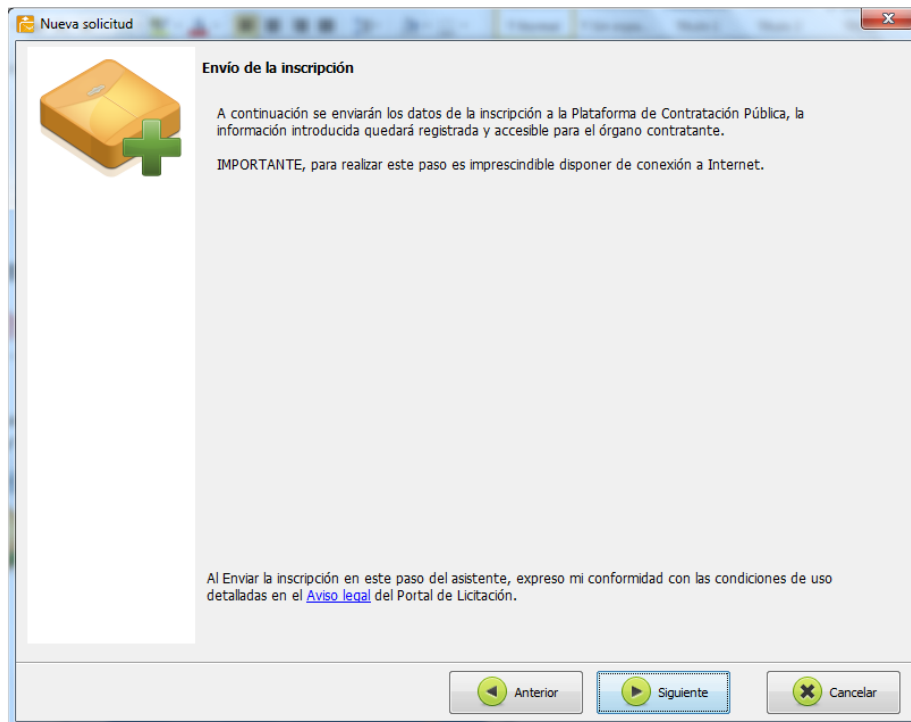 Nueva solicitud
Envío de la inscripción
A continuación se enviarán los datos de la inscripción a la Plataforma de Contratación Pública, la
información introducida quedará registrada y accesible para el órgano contratante.
IMPORTANTE, para realizar este paso es imprescindible disponer de conexión a Internet.
Al Enviar la inscripción en este paso del asistente, expreso mi conformidad con las condiciones de uso
detalladas en el Aviso legal del Portal de Licitación.
Anterior
Siguiente
Cancelar